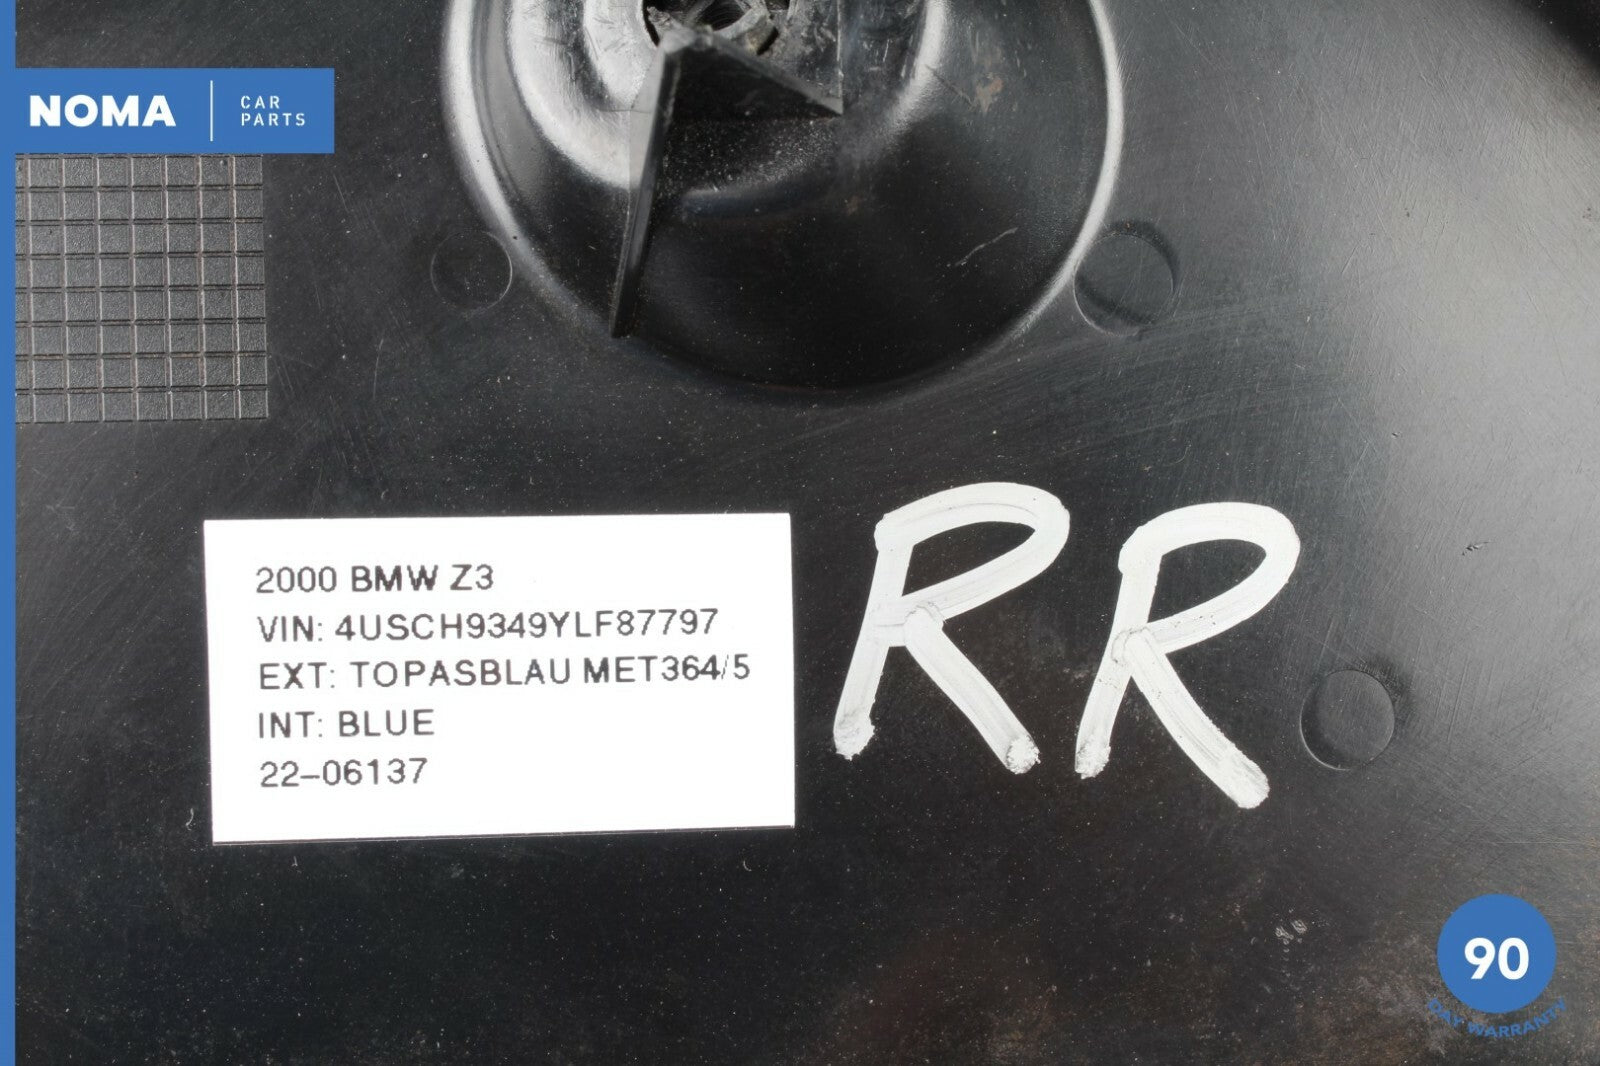 NOMA
CAR
PARTS
2000 BMW Z3
VIN: 4USCH9349YLF87797
EXT: TOPASBLAU MET364/5
INT: BLUE
22-06137
RR
90
DAY WARRANTY